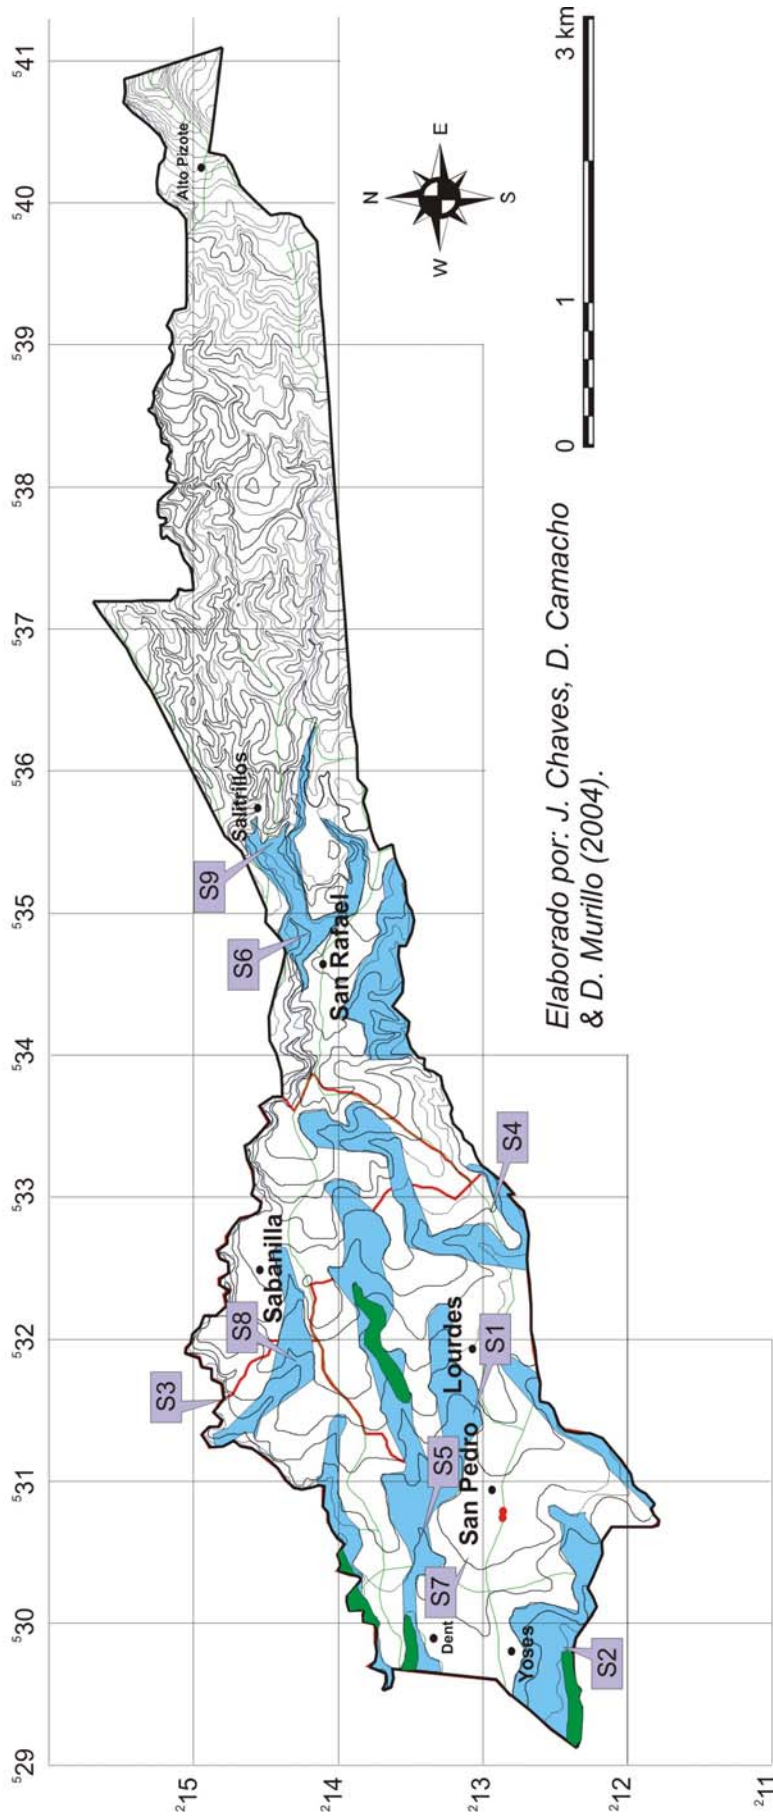 ⁵29
⁵30
⁵31
⁵32
⁵33
⁵34
⁵35
⁵36
⁵37
⁵38
⁵39
⁵40
⁵41
²15
²14
²13
²12
²11
Alto Pizote
Salitrillos
S9
S6
San Rafael
Sabanilla
S8
S3
S4
Lourdes
S1
S5
San Pedro
S7
Dent
Yoses
S2
N
E
S
W
0
1
3 km
Elaborado por: J. Chaves, D. Camacho
& D. Murillo (2004).